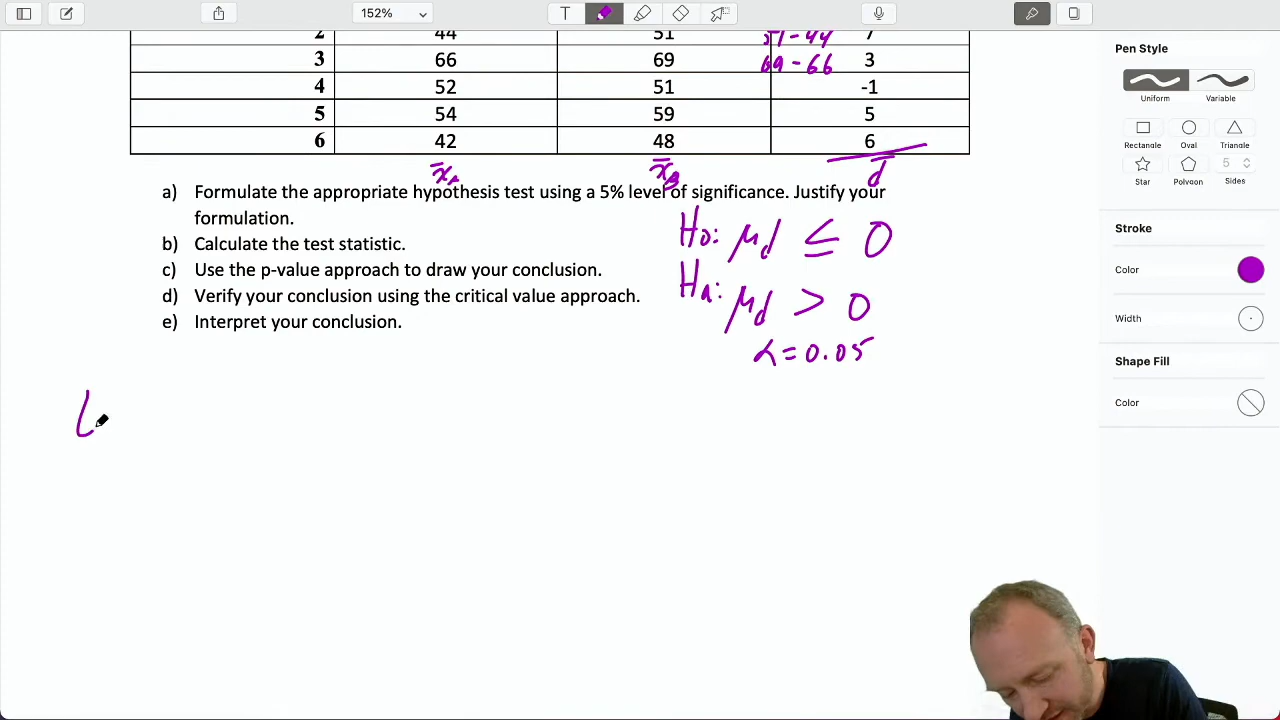 152%
T
Pen Style
2 44 51 51-44 7
Uniform Variable
3 66 69 69-66 3
4 52 51 -1
5 54 59 5
6 42 48 6
Rectangle Oval Triangle
Star Polygon 5 Sides
x̄A x̄B d̄
a) Formulate the appropriate hypothesis test using a 5% level of significance. Justify your
formulation.
b) Calculate the test statistic.
c) Use the p-value approach to draw your conclusion.
d) Verify your conclusion using the critical value approach.
e) Interpret your conclusion.
Ho: μd ≤ 0
Ha: μd > 0
α=0.05
Stroke
Color
Width
Shape Fill
Color